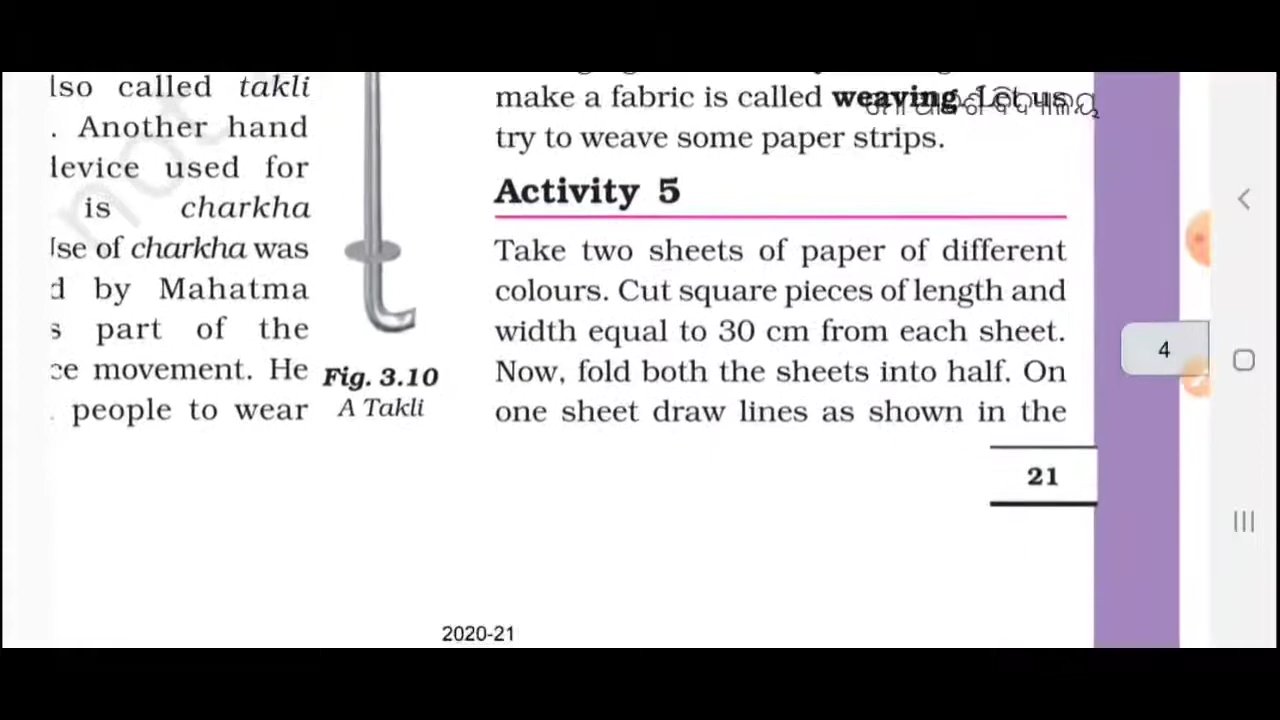 lso called takli
. Another hand
levice used for
is charkha
Use of charkha was
d by Mahatma
s part of the
ce movement. He
people to wear
Fig. 3.10
A Takli
make a fabric is called weaving. Let us
try to weave some paper strips.
Activity 5
Take two sheets of paper of different
colours. Cut square pieces of length and
width equal to 30 cm from each sheet.
Now, fold both the sheets into half. On
one sheet draw lines as shown in the
21
4
2020-21